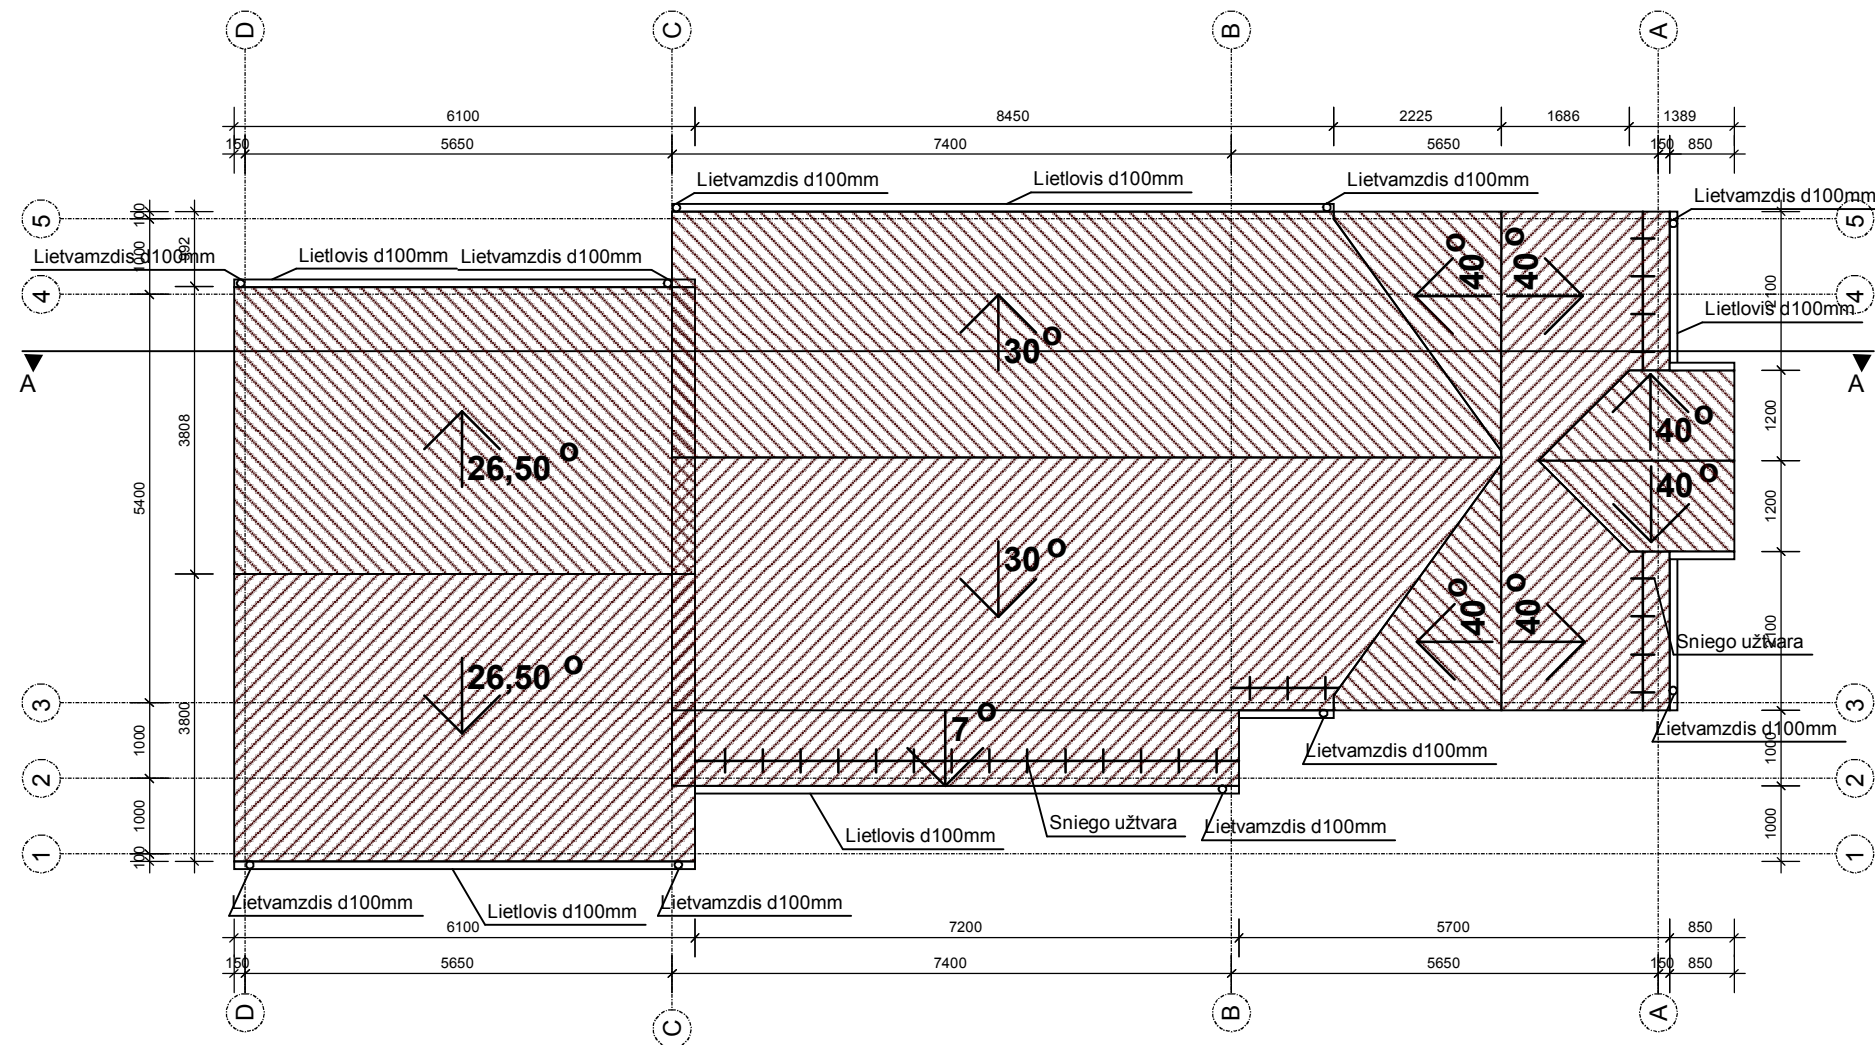 D C B A
6100 8450 2225 1686 1389
150 5650 7400 5650 150 850
Lietvamzdis d100mm Lietlovis d100mm Lietvamzdis d100mm
Lietvamzdis d100mm
5 100 5
Lietvamzdis d100mm Lietlovis d100mm Lietvamzdis d100mm
1000 992
40° 40°
4 2100 4
Lietlovis d100mm
30°
A A
3808 1200
40°
26,50°
40°
5400 1200
30°
40° 40°
2100
Sniego užtvara
26,50°
3 3
7°
3800
1000 1000
Lietvamzdis d100mm
Lietvamzdis d100mm
2 2
1000 1000
Sniego užtvara
Lietlovis d100mm Lietvamzdis d100mm
1 100 1
Lietvamzdis d100mm Lietlovis d100mm Lietvamzdis d100mm
6100 7200 5700 850
150 5650 7400 5650 150 850
D C B A